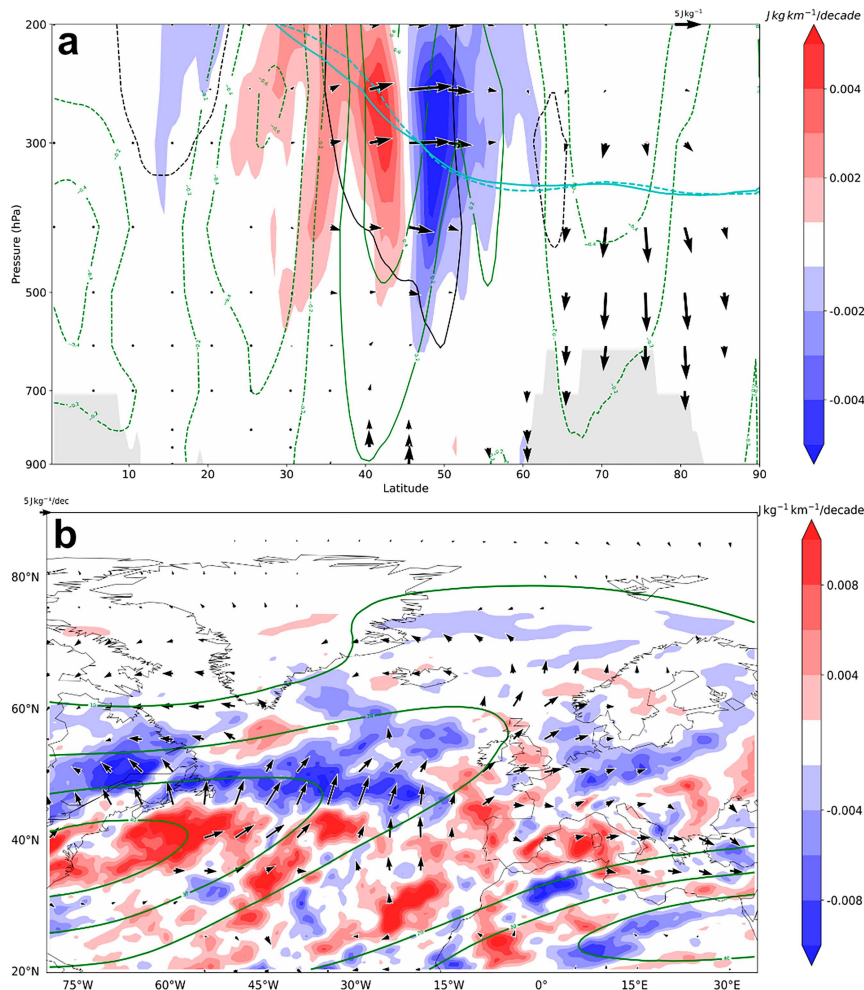 a
5 J kg⁻¹
J kg km⁻¹/decade
200
300
500
700
900
Pressure (hPa)
10 20 30 40 50 60 70 80 90
Latitude
0.004
0.002
-0.002
-0.004
b
5 J kg⁻¹/dec
J kg⁻¹ km⁻¹/decade
80°N
60°N
40°N
20°N
75°W 60°W 45°W 30°W 15°W 0° 15°E 30°E
0.008
0.004
-0.004
-0.008